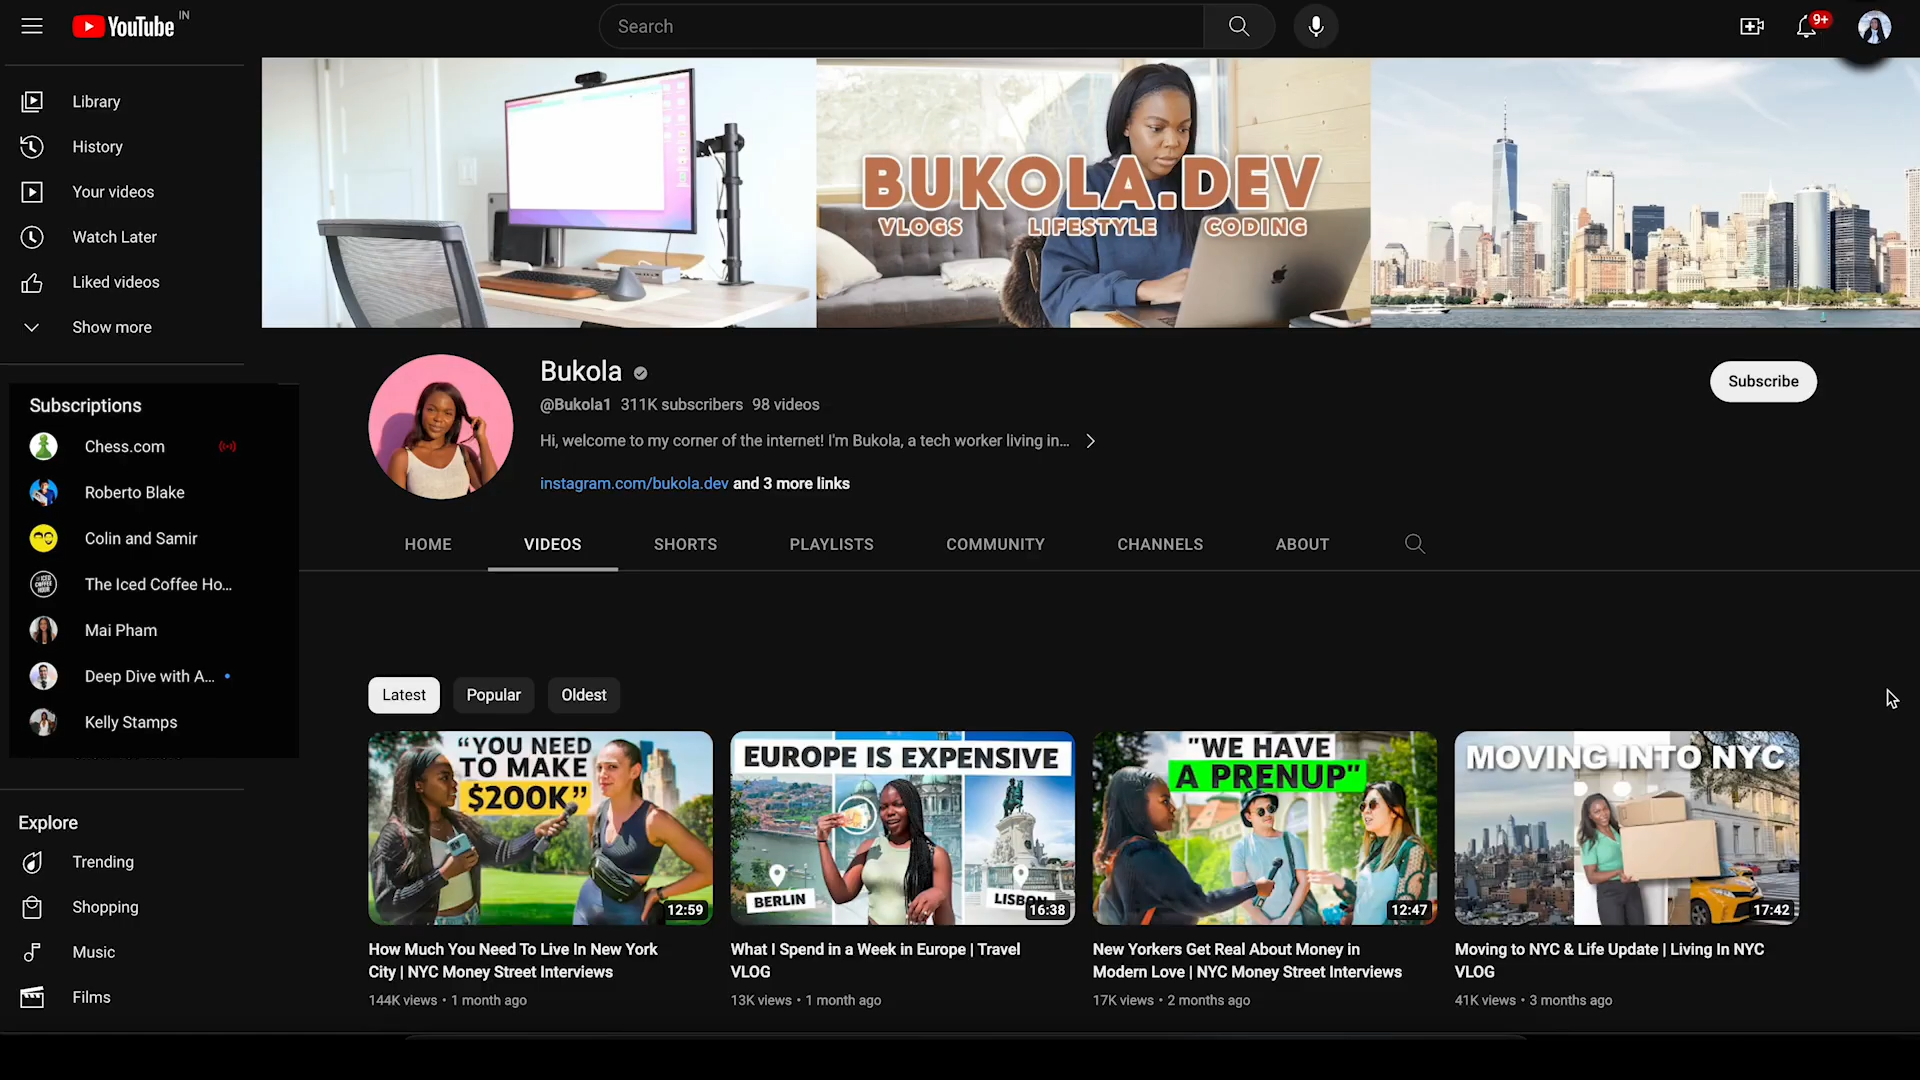 YouTube IN
Search
9+
Library
History
Your videos
Watch Later
Lived videos
Show more
Subscriptions
Chess.com
Roberto Blake
Colin and Samir
The Iced Coffee Ho...
Mai Pham
Deep Dive with A...
Kelly Stamps
Explore
Trending
Shopping
Music
Films
BUKOLA.DEV
VLOGS LIFESTYLE CODING
Bukola
@Bukola1 311K subscribers 98 videos
Hi, welcome to my corner of the internet! I'm Bukola, a tech worker living in...
instagram.com/bukola.dev and 3 more links
Subscribe
HOME VIDEOS SHORTS PLAYLISTS COMMUNITY CHANNELS ABOUT
Latest Popular Oldest
“YOU NEED
TO MAKE
$200K”
12:59
How Much You Need To Live In New York
City | NYC Money Street Interviews
144K views • 1 month ago
EUROPE IS EXPENSIVE
BERLIN
LISBON
16:38
What I Spend in a Week in Europe | Travel
VLOG
13K views • 1 month ago
"WE HAVE
A PRENUP"
12:47
New Yorkers Get Real About Money in
Modern Love | NYC Money Street Interviews
17K views • 2 months ago
MOVING INTO NYC
17:42
Moving to NYC & Life Update | Living In NYC
VLOG
41K views • 3 months ago